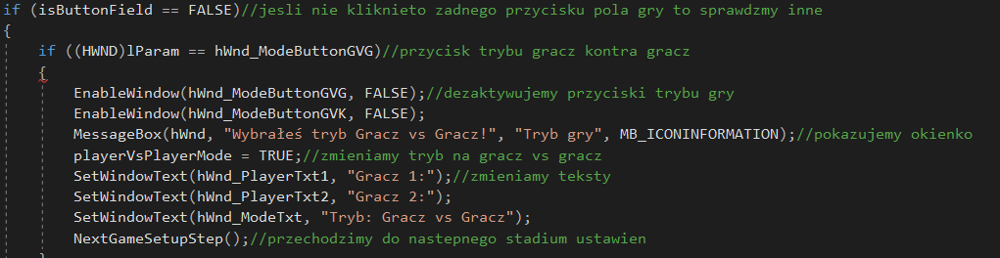 if (isButtonField == FALSE)//jesli nie kliknieto zadnego przycisku pola gry to sprawdzmy inne
{
if ((HWND)lParam == hWnd_ModeButtonGVG)//przycisk trybu gracz kontra gracz
{
EnableWindow(hWnd_ModeButtonGVG, FALSE);//dezaktywujemy przyciski trybu gry
EnableWindow(hWnd_ModeButtonGVK, FALSE);
MessageBox(hWnd, "Wybrałeś tryb Gracz vs Gracz!", "Tryb gry", MB_ICONINFORMATION);//pokazujemy okienko
playerVsPlayerMode = TRUE;//zmieniamy tryb na gracz vs gracz
SetWindowText(hWnd_PlayerTxt1, "Gracz 1:");//zmieniamy teksty
SetWindowText(hWnd_PlayerTxt2, "Gracz 2:");
SetWindowText(hWnd_ModeTxt, "Tryb: Gracz vs Gracz");
NextGameSetupStep();//przechodzimy do nastepnego stadium ustawien